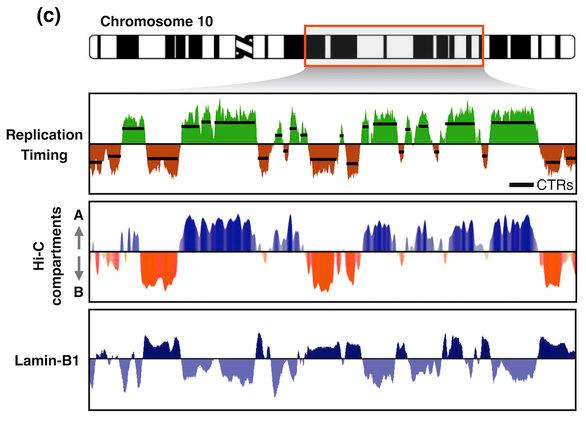 (c)
Chromosome 10
Replication
Timing
CTRs
Hi-C
compartments
A
B
Lamin-B1